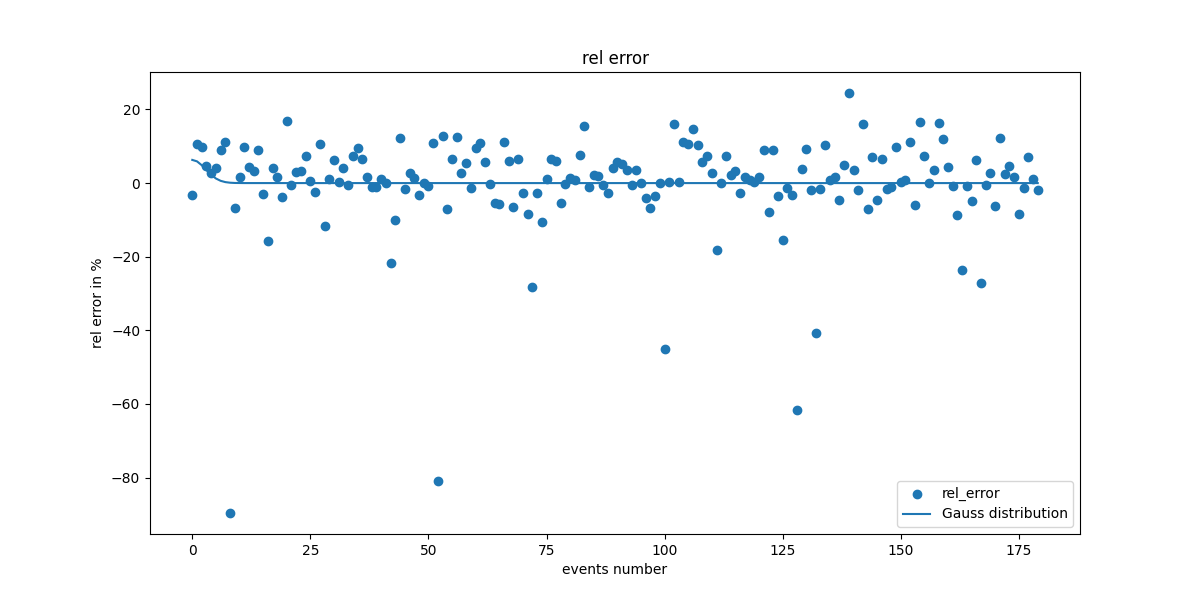 rel error
rel error in %
20
0
−20
−40
−60
−80
0 25 50 75 100 125 150 175
events number
rel_error
Gauss distribution